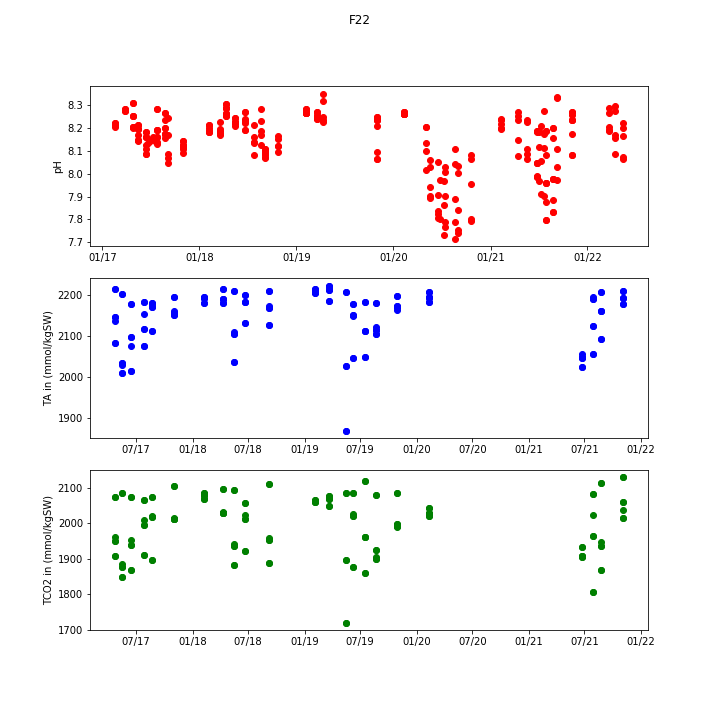 F22
8.3
8.2
8.1
8.0
7.9
7.8
7.7
pH
01/17 01/18 01/19 01/20 01/21 01/22
2200
2100
2000
1900
TA in (mmol/kgSW)
07/17 01/18 07/18 01/19 07/19 01/20 07/20 01/21 07/21 01/22
2100
2000
1900
1800
1700
TCO2 in (mmol/kgSW)
07/17 01/18 07/18 01/19 07/19 01/20 07/20 01/21 07/21 01/22